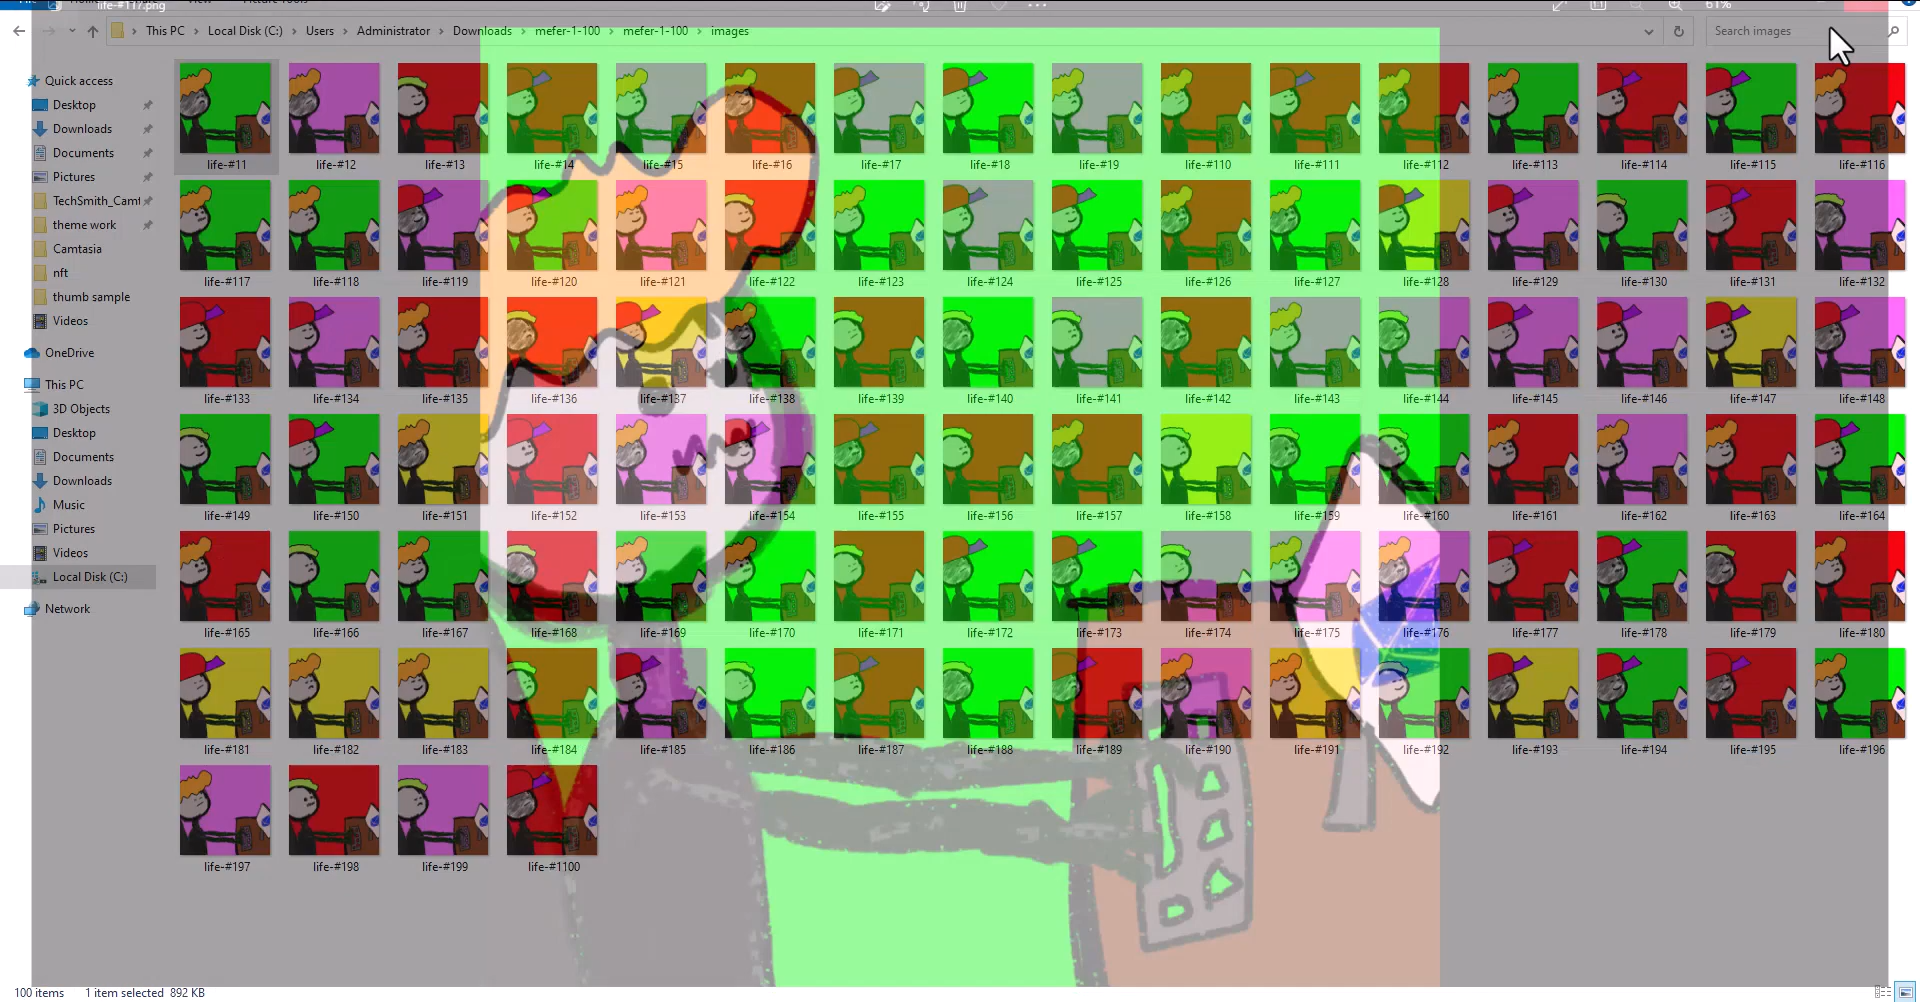 life-#117.png
61%
This PC > Local Disk (C:) > Users > Administrator > Downloads > mefer-1-100 > mefer-1-100 > images
Search images
Quick access
Desktop
Downloads
Documents
Pictures
TechSmith_Camt
theme work
Camtasia
nft
thumb sample
Videos
OneDrive
This PC
3D Objects
Desktop
Documents
Downloads
Music
Pictures
Videos
Local Disk (C:)
Network
life-#11 life-#12 life-#13 life-#14 life-#15 life-#16 life-#17 life-#18 life-#19 life-#110 life-#111 life-#112 life-#113 life-#114 life-#115 life-#116
life-#117 life-#118 life-#119 life-#120 life-#121 life-#122 life-#123 life-#124 life-#125 life-#126 life-#127 life-#128 life-#129 life-#130 life-#131 life-#132
life-#133 life-#134 life-#135 life-#136 life-#137 life-#138 life-#139 life-#140 life-#141 life-#142 life-#143 life-#144 life-#145 life-#146 life-#147 life-#148
life-#149 life-#150 life-#151 life-#152 life-#153 life-#154 life-#155 life-#156 life-#157 life-#158 life-#159 life-#160 life-#161 life-#162 life-#163 life-#164
life-#165 life-#166 life-#167 life-#168 life-#169 life-#170 life-#171 life-#172 life-#173 life-#174 life-#175 life-#176 life-#177 life-#178 life-#179 life-#180
life-#181 life-#182 life-#183 life-#184 life-#185 life-#186 life-#187 life-#188 life-#189 life-#190 life-#191 life-#192 life-#193 life-#194 life-#195 life-#196
life-#197 life-#198 life-#199 life-#1100
100 items 1 item selected 892 KB